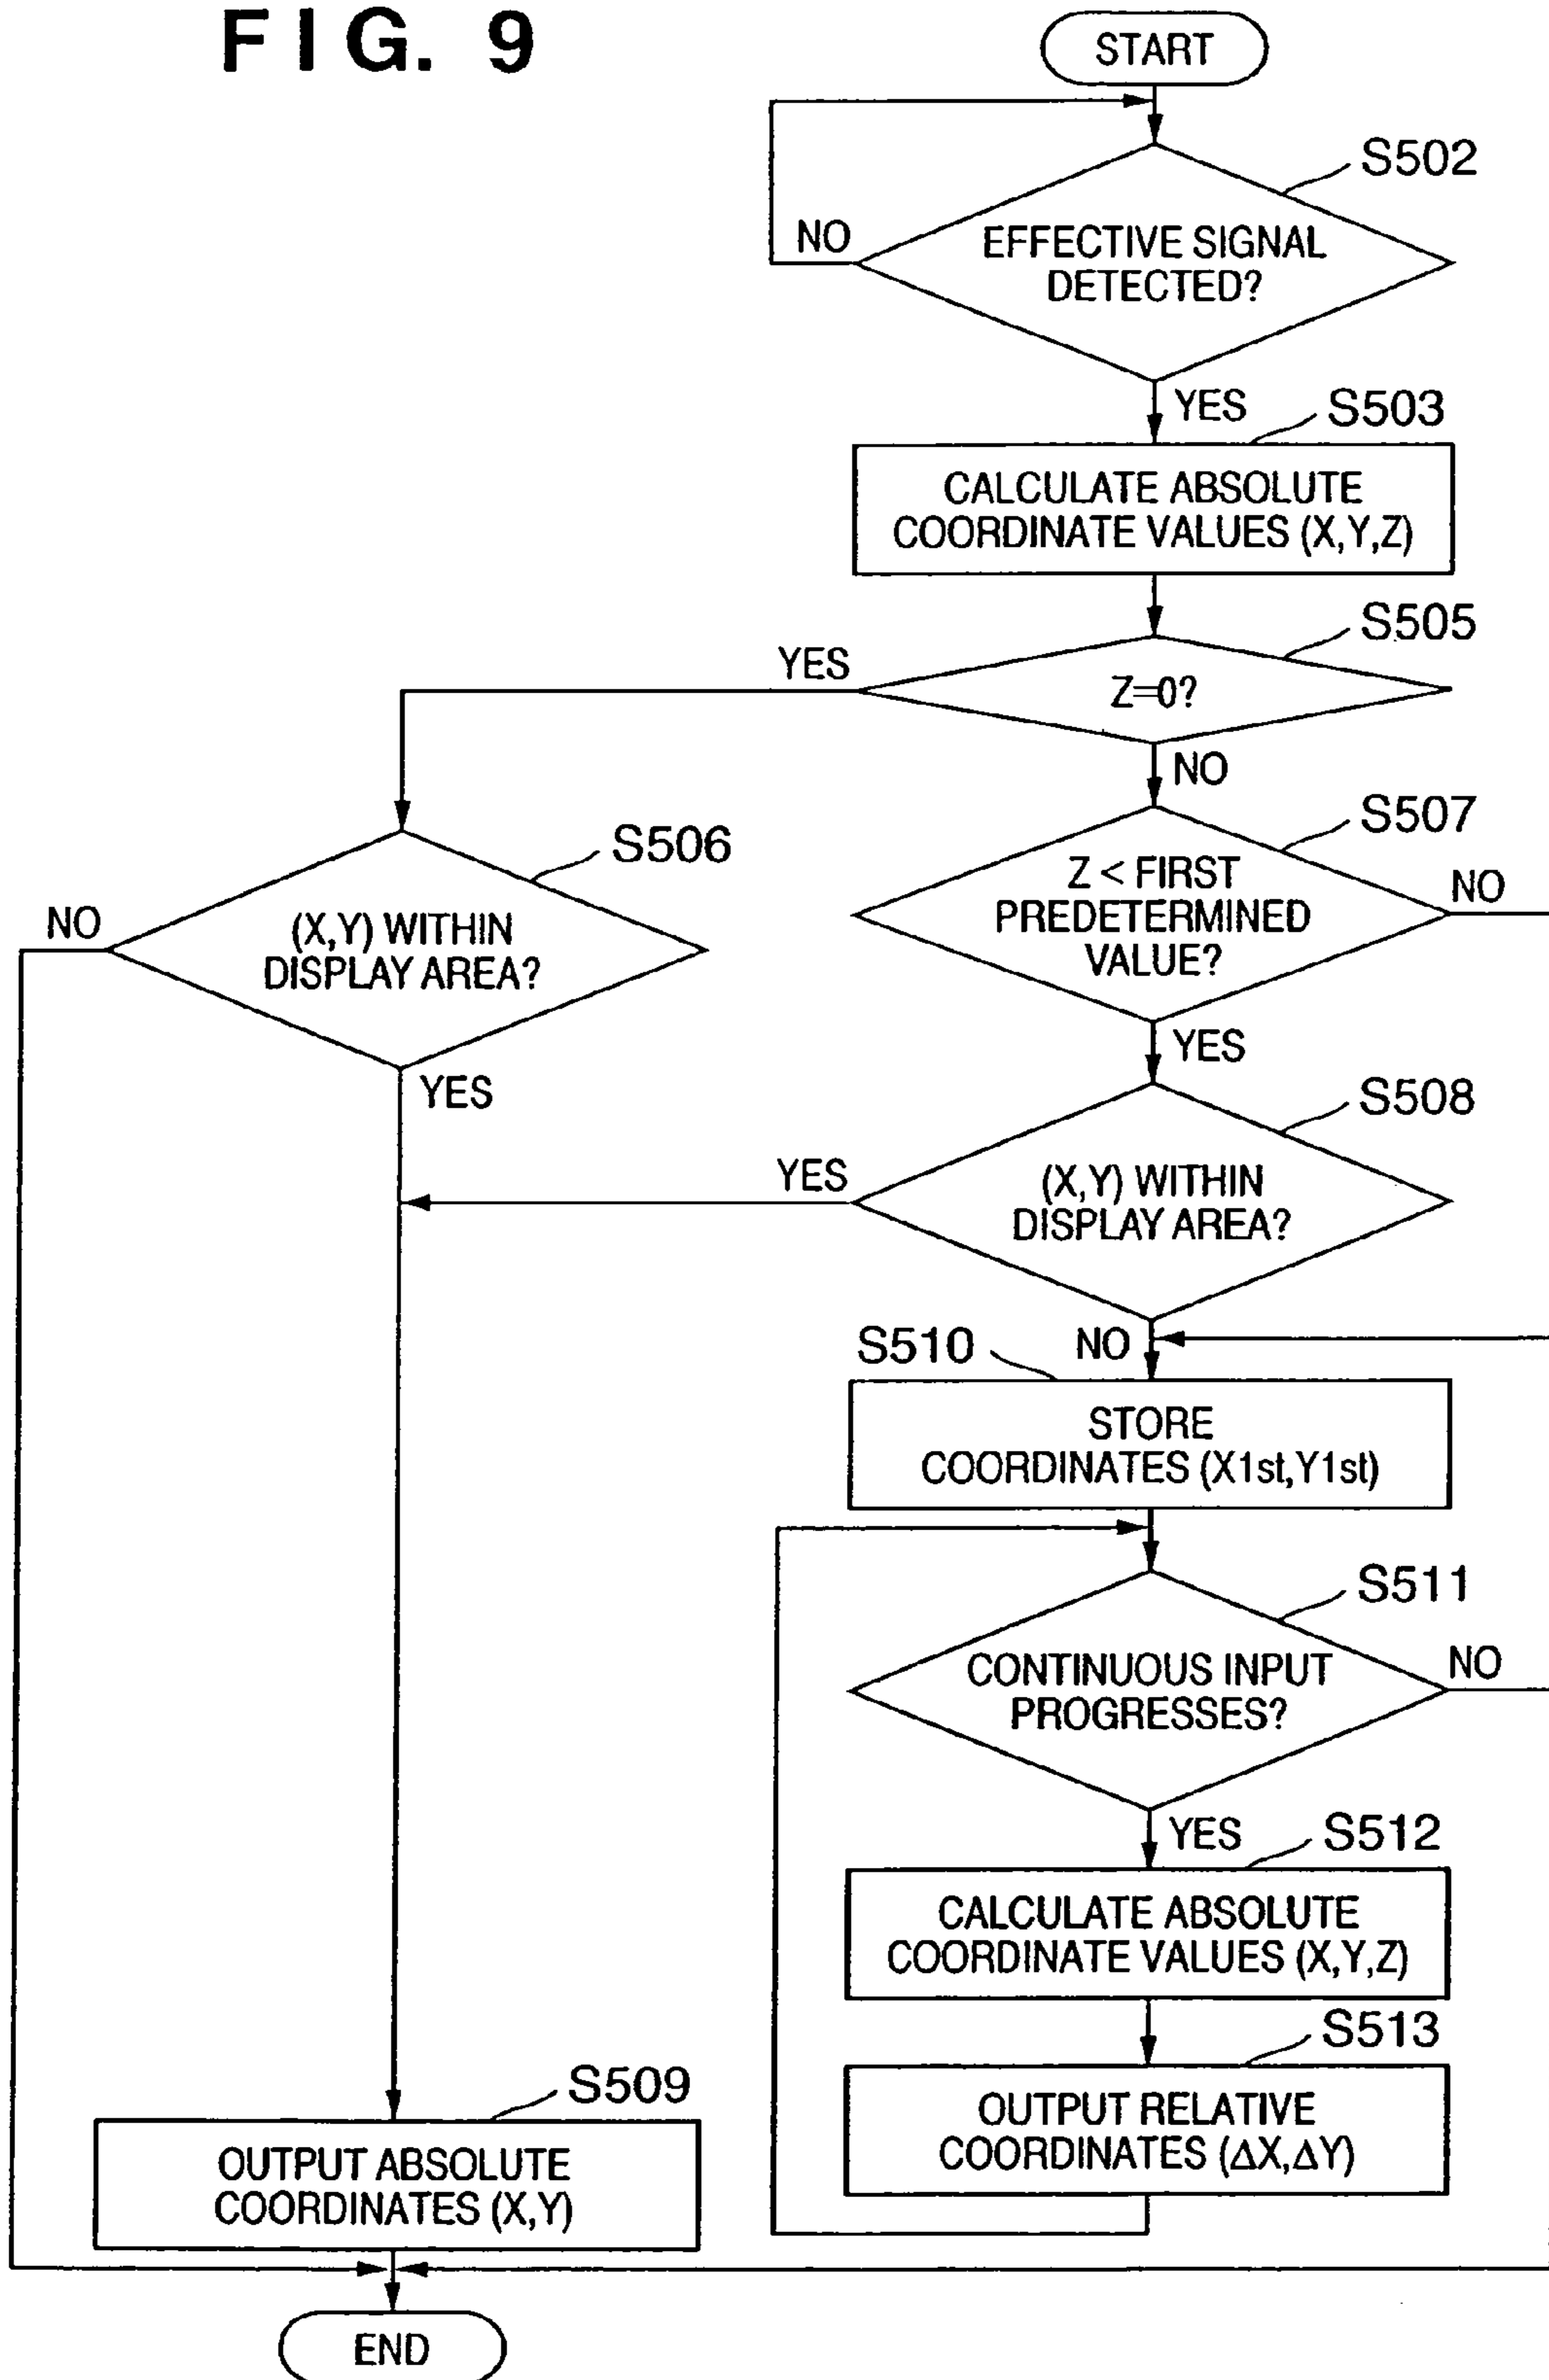 FIG. 9
START
S502
NO
EFFECTIVE SIGNAL
DETECTED?
YES
S503
CALCULATE ABSOLUTE
COORDINATE VALUES (X,Y,Z)
S505
YES
Z=0?
NO
S507
S506
Z < FIRST
PREDETERMINED
VALUE?
NO
NO
(X,Y) WITHIN
DISPLAY AREA?
YES
YES
S508
YES
(X,Y) WITHIN
DISPLAY AREA?
S510
NO
STORE
COORDINATES (X1st,Y1st)
S511
CONTINUOUS INPUT
PROGRESSES?
NO
YES
S512
CALCULATE ABSOLUTE
COORDINATE VALUES (X,Y,Z)
S513
S509
OUTPUT RELATIVE
COORDINATES (ΔX,ΔY)
OUTPUT ABSOLUTE
COORDINATES (X,Y)
END